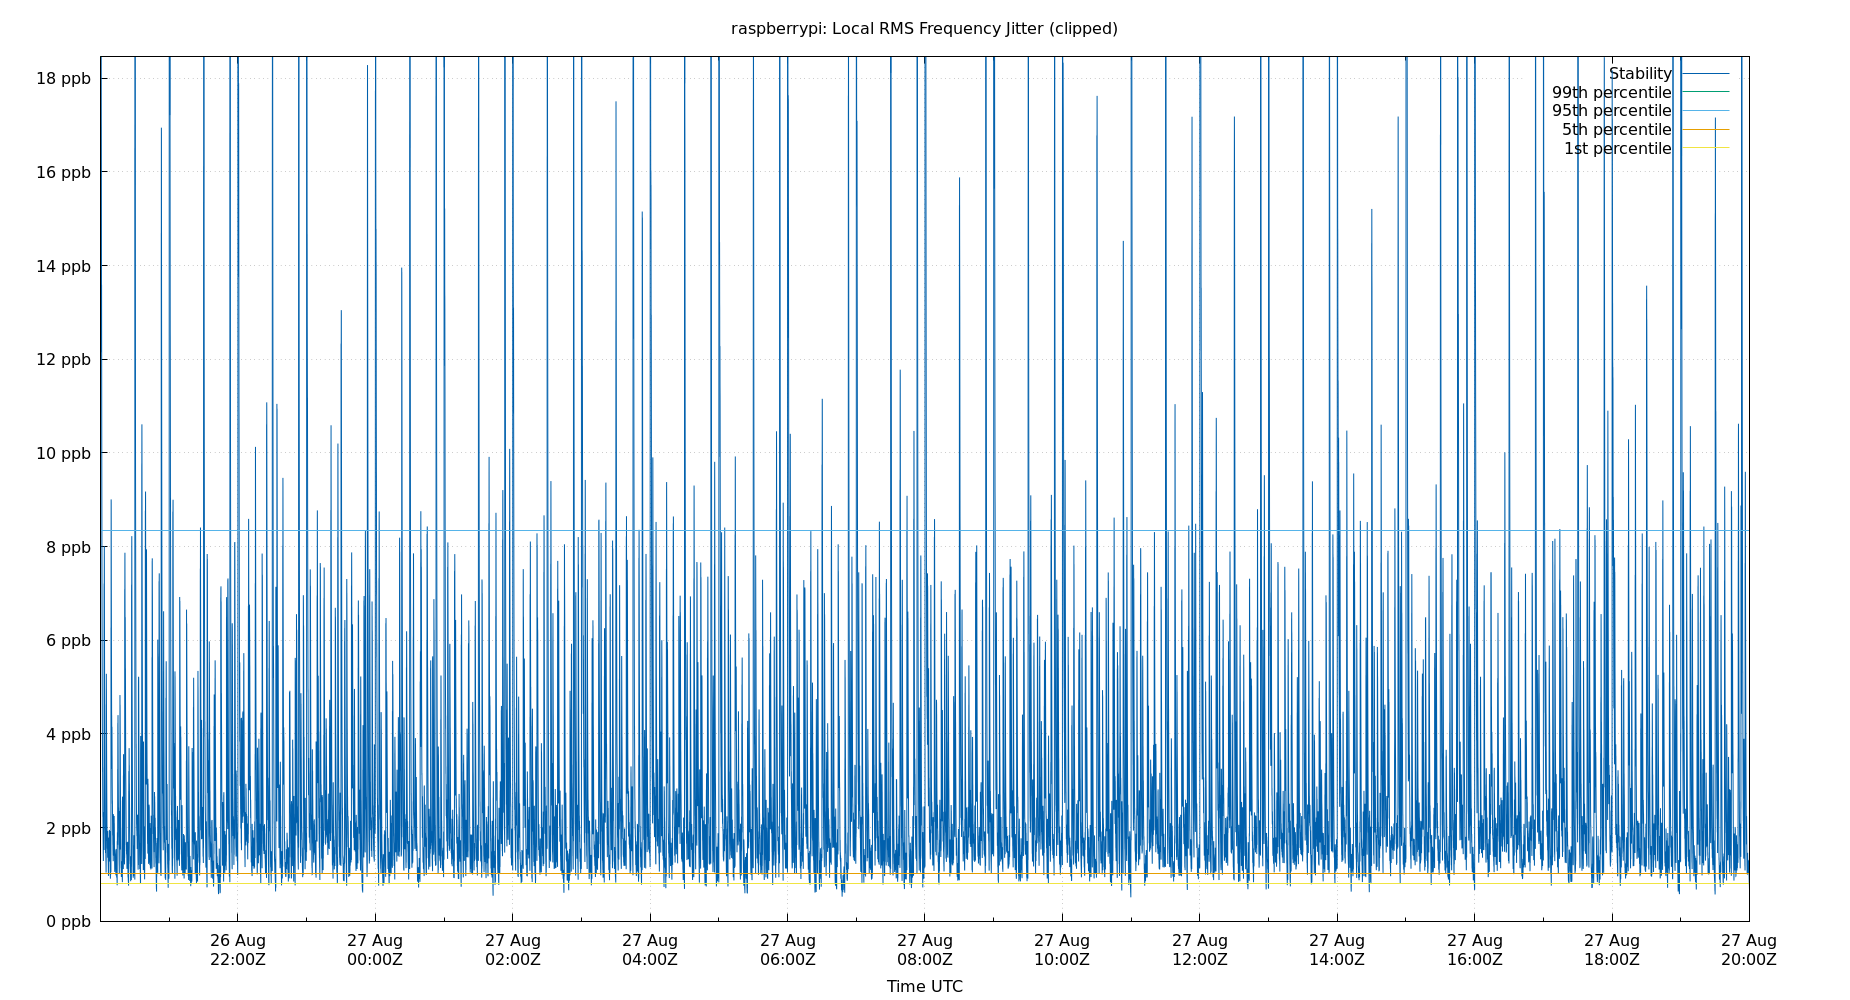 raspberrypi: Local RMS Frequency Jitter (clipped)
18 ppb
16 ppb
14 ppb
12 ppb
10 ppb
8 ppb
6 ppb
4 ppb
2 ppb
0 ppb
Stability
99th percentile
95th percentile
5th percentile
1st percentile
26 Aug 27 Aug 27 Aug 27 Aug 27 Aug 27 Aug 27 Aug 27 Aug 27 Aug 27 Aug 27 Aug 27 Aug
22:00Z 00:00Z 02:00Z 04:00Z 06:00Z 08:00Z 10:00Z 12:00Z 14:00Z 16:00Z 18:00Z 20:00Z
Time UTC